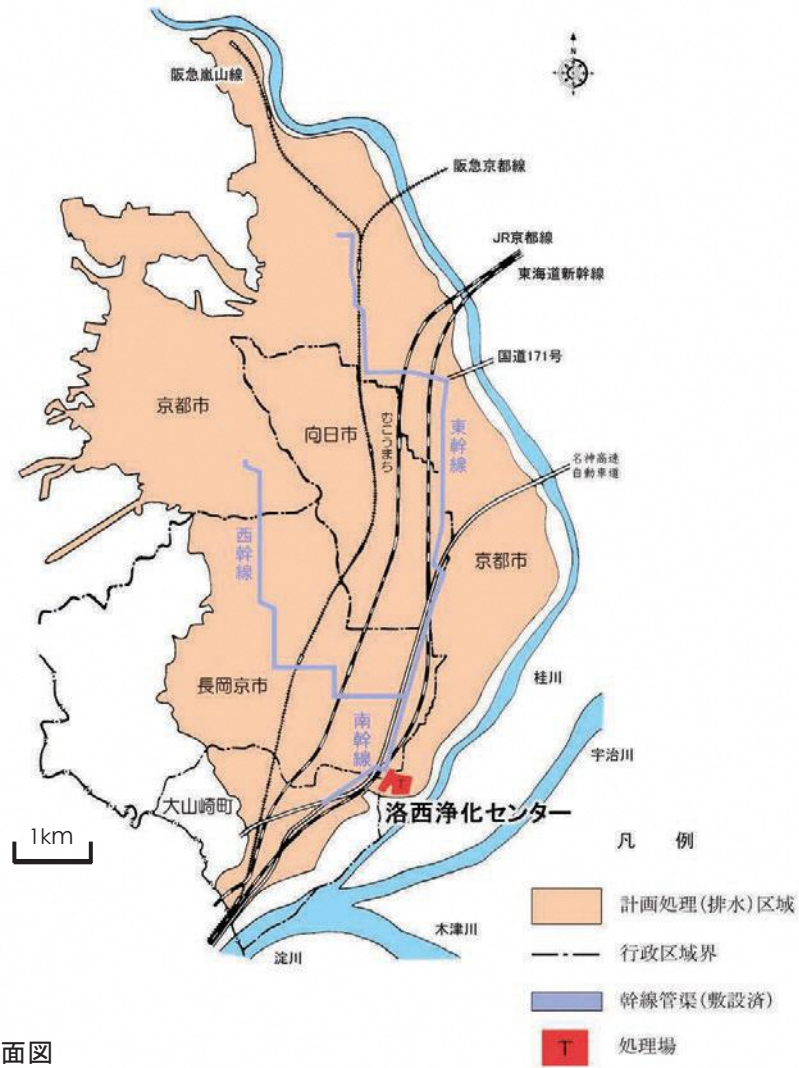 N
阪急嵐山線
阪急京都線
JR京都線
東海道新幹線
国道171号
京都市
向日市
むこうまち
東幹線
名神高速
自動車道
西幹線
京都市
長岡京市
桂川
南幹線
宇治川
大山崎町
T
洛西浄化センター
1km
凡 例
計画処理(排水)区域
木津川
行政区域界
淀川
幹線管渠(敷設済)
T 処理場
面図